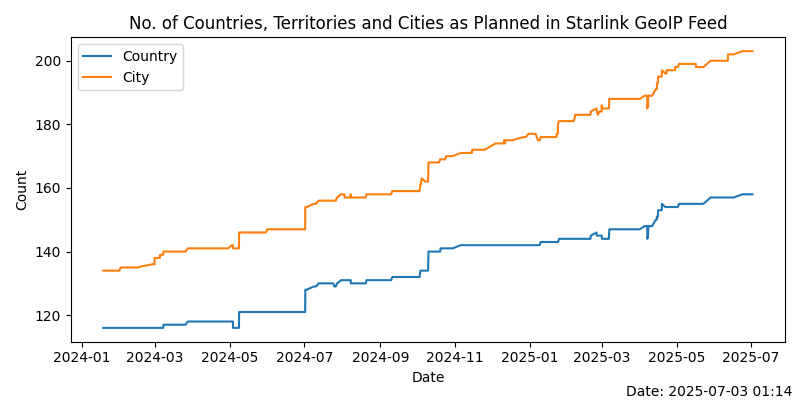 No. of Countries, Territories and Cities as Planned in Starlink GeoIP Feed
Country
City
200
180
160
140
120
Count
2024-01 2024-03 2024-05 2024-07 2024-09 2024-11 2025-01 2025-03 2025-05 2025-07
Date
Date: 2025-07-03 01:14